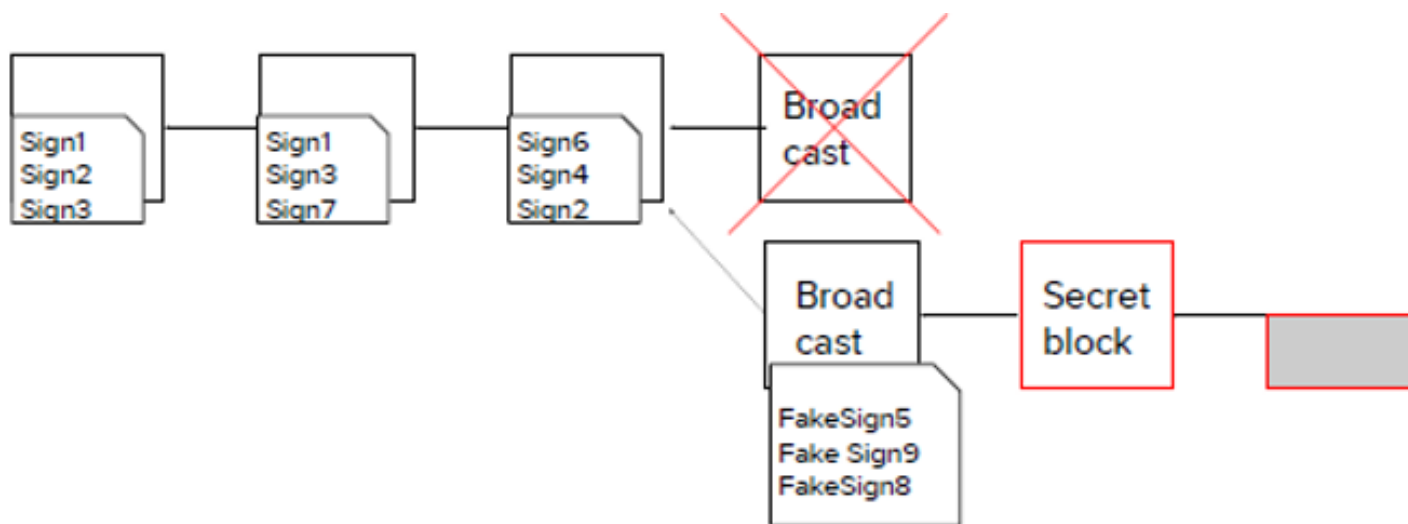 Sign1
Sign2
Sign3
Sign1
Sign3
Sign7
Sign6
Sign4
Sign2
Broad
cast
Broad
cast
FakeSign5
Fake Sign9
FakeSign8
Secret
block